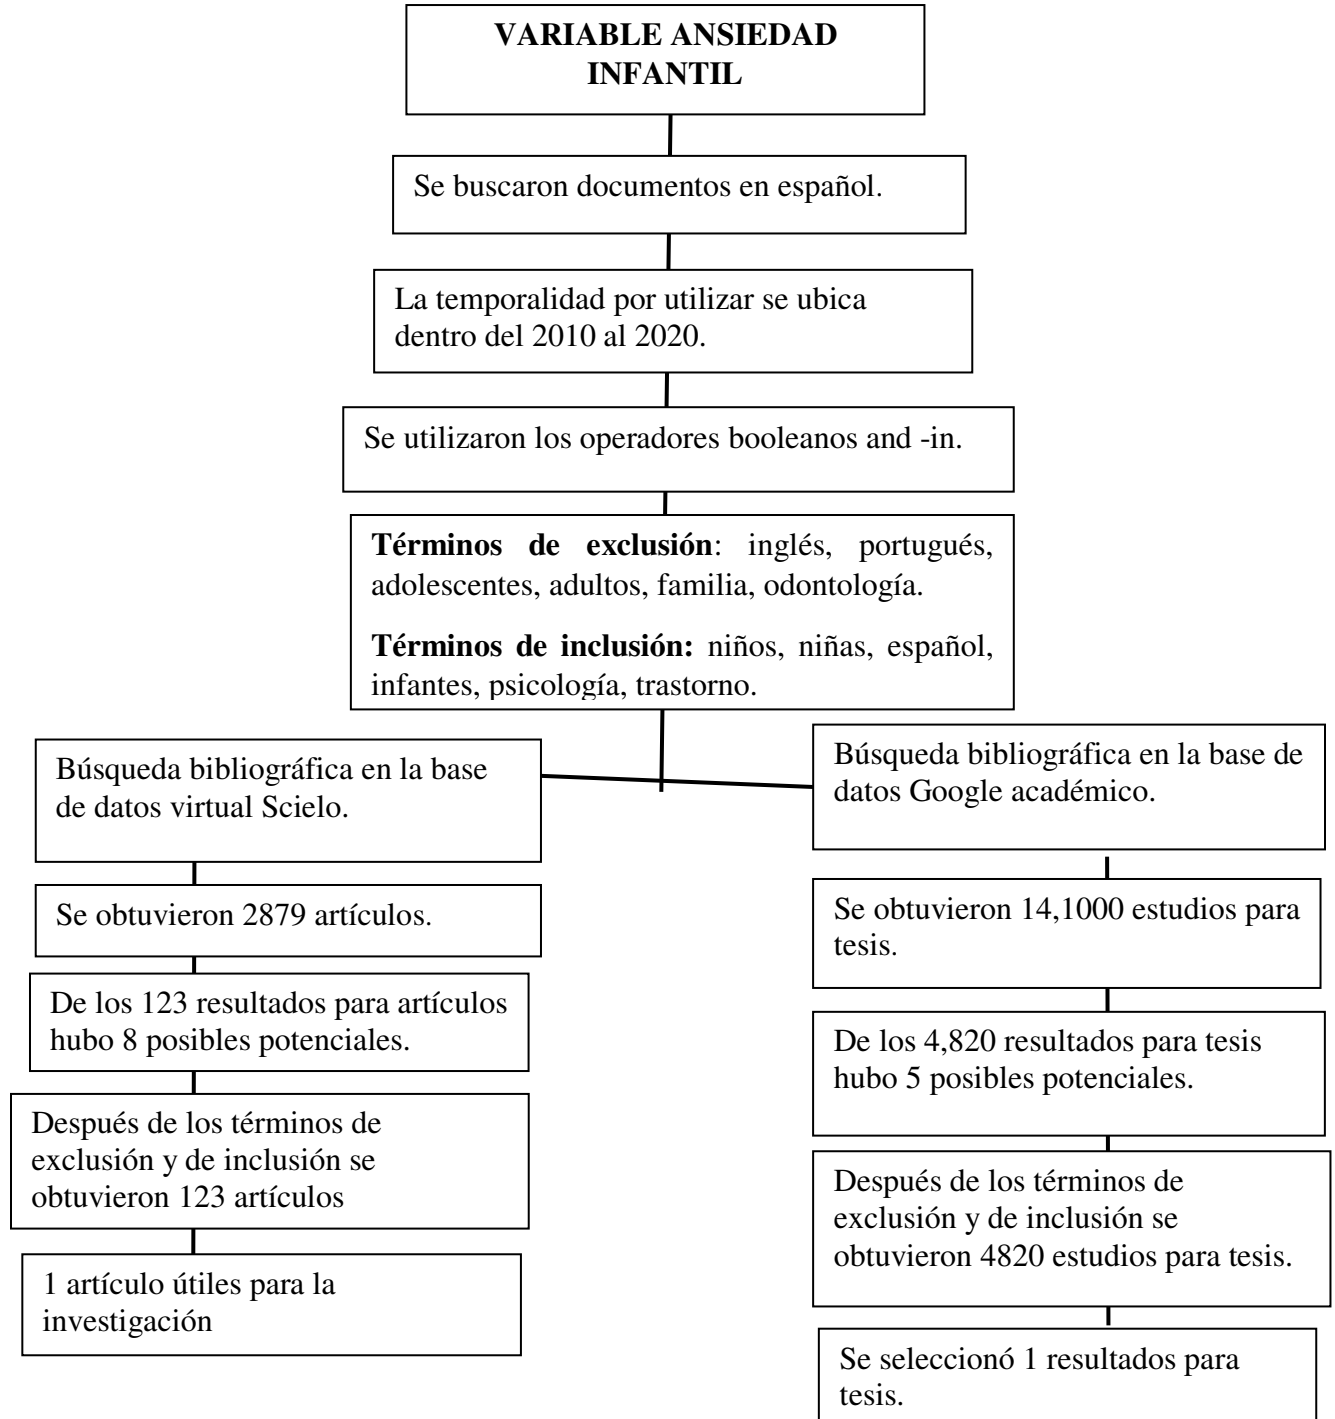 VARIABLE ANSIEDAD
INFANTIL
Se buscaron documentos en español.
La temporalidad por utilizar se ubica
dentro del 2010 al 2020.
Se utilizaron los operadores booleanos and -in.
Términos de exclusión: inglés, portugués,
adolescentes, adultos, familia, odontología.
Términos de inclusión: niños, niñas, español,
infantes, psicología, trastorno.
Búsqueda bibliográfica en la base
de datos virtual Scielo.
Se obtuvieron 2879 artículos.
De los 123 resultados para artículos
hubo 8 posibles potenciales.
Después de los términos de
exclusión y de inclusión se
obtuvieron 123 artículos
1 artículo útiles para la
investigación
Búsqueda bibliográfica en la base de
datos Google académico.
Se obtuvieron 14,1000 estudios para
tesis.
De los 4,820 resultados para tesis
hubo 5 posibles potenciales.
Después de los términos de
exclusión y de inclusión se
obtuvieron 4820 estudios para tesis.
Se seleccionó 1 resultados para
tesis.